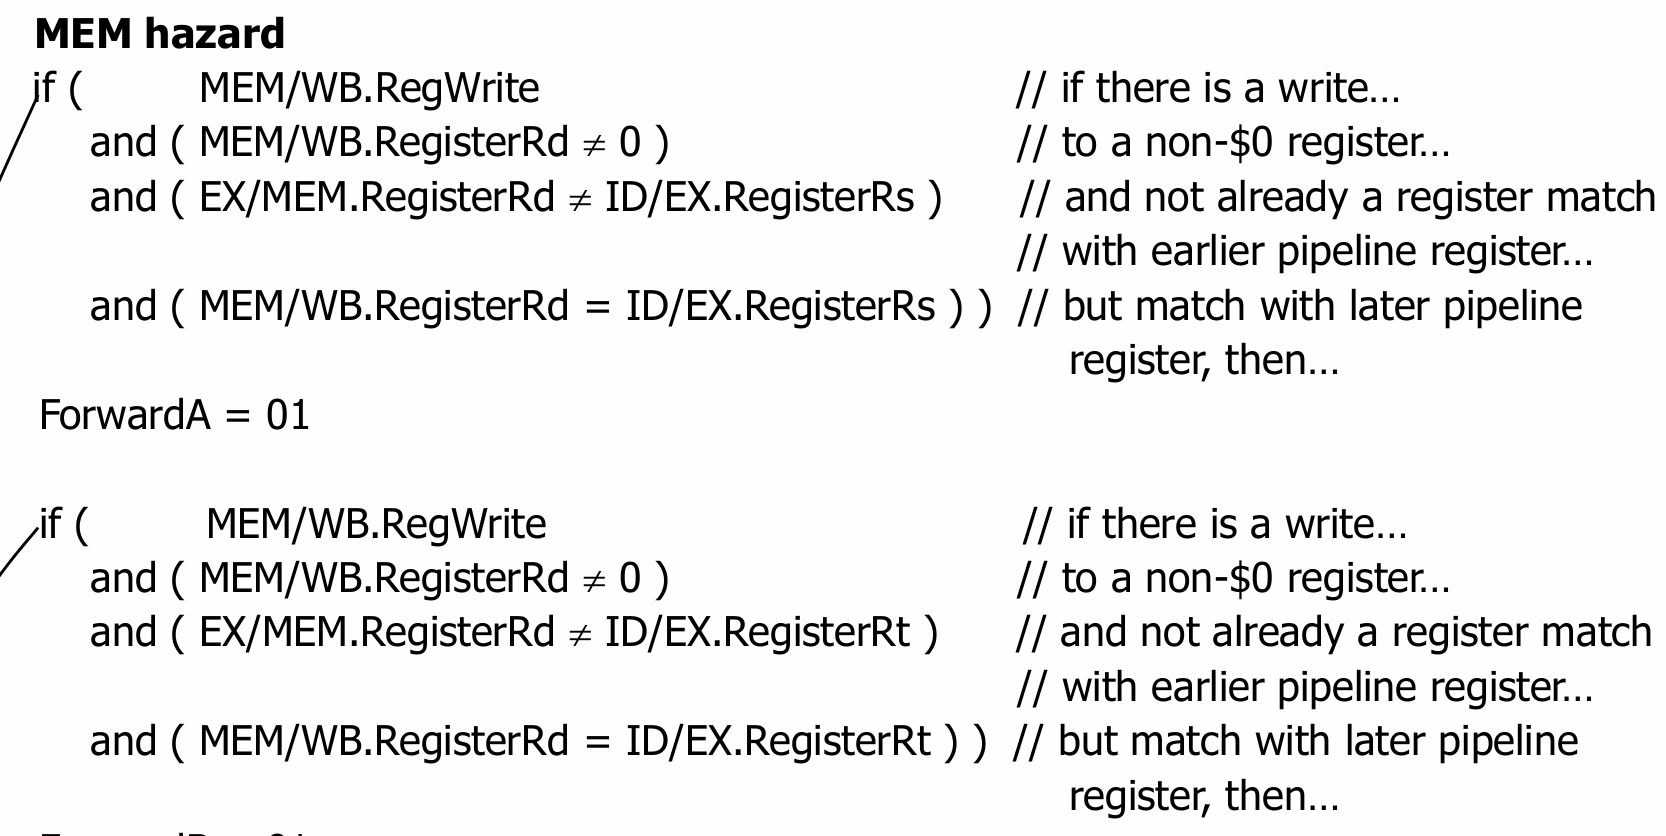 MEM hazard
if ( MEM/WB.RegWrite // if there is a write...
and ( MEM/WB.RegisterRd ≠ 0 ) // to a non-$0 register...
and ( EX/MEM.RegisterRd ≠ ID/EX.RegisterRs ) // and not already a register match
// with earlier pipeline register...
and ( MEM/WB.RegisterRd = ID/EX.RegisterRs ) ) // but match with later pipeline
register, then...
ForwardA = 01
if ( MEM/WB.RegWrite // if there is a write...
and ( MEM/WB.RegisterRd ≠ 0 ) // to a non-$0 register...
and ( EX/MEM.RegisterRd ≠ ID/EX.RegisterRt ) // and not already a register match
// with earlier pipeline register...
and ( MEM/WB.RegisterRd = ID/EX.RegisterRt ) ) // but match with later pipeline
register, then...